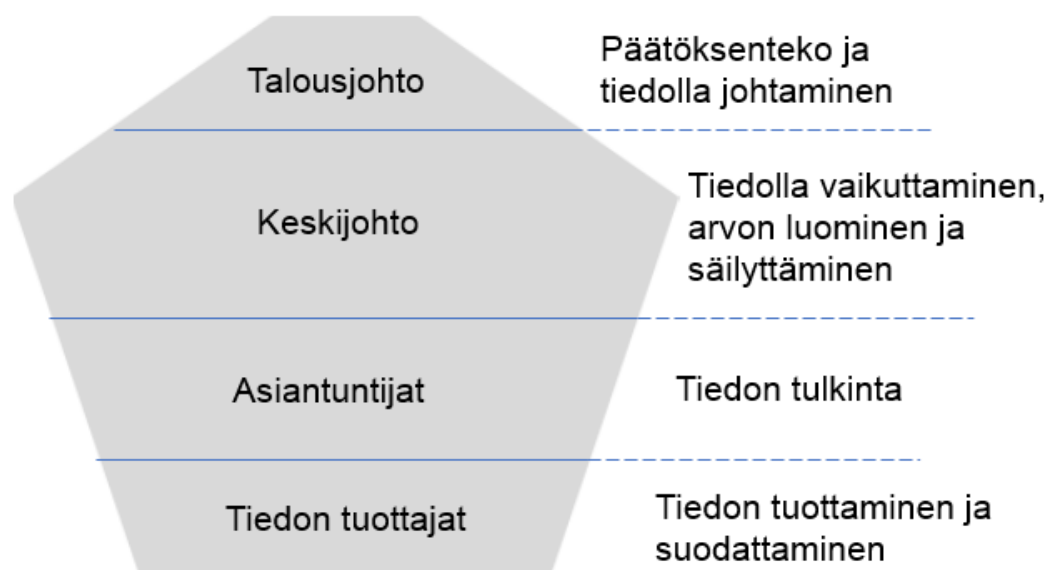 Talousjohto
Päätöksenteko ja
tiedolla johtaminen
Keskijohto
Tiedolla vaikuttaminen,
arvon luominen ja
säilyttäminen
Asiantuntijat
Tiedon tulkinta
Tiedon tuottajat
Tiedon tuottaminen ja
suodattaminen